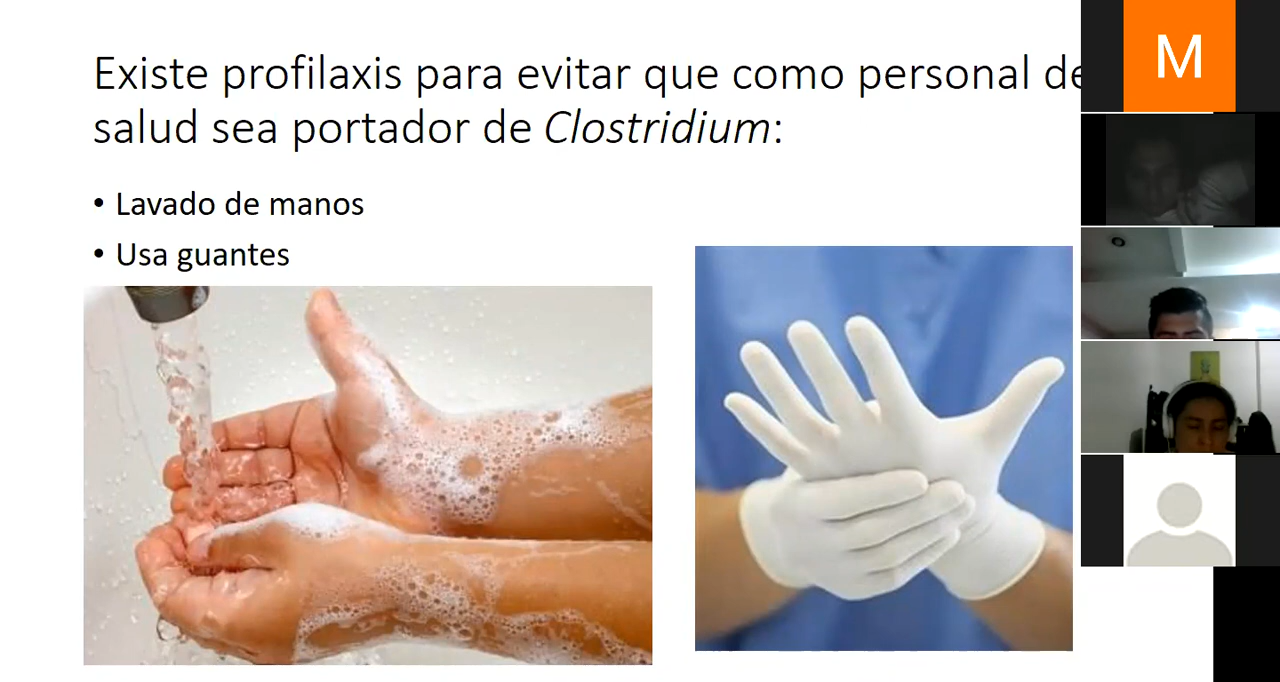 Existe profilaxis para evitar que como personal de
salud sea portador de Clostridium:
• Lavado de manos
• Usa guantes
M